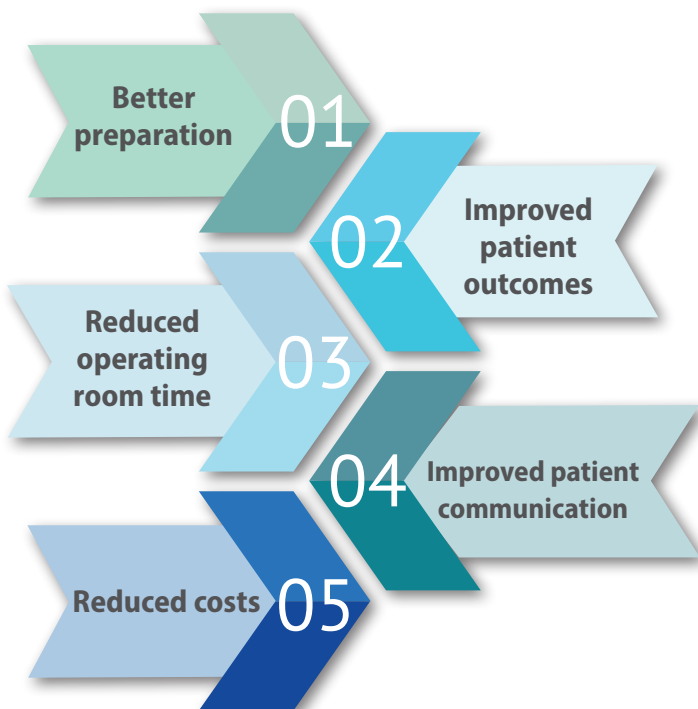 01
Better
preparation
02
Improved
patient
outcomes
03
Reduced
operating
room time
04
Improved patient
communication
05
Reduced costs